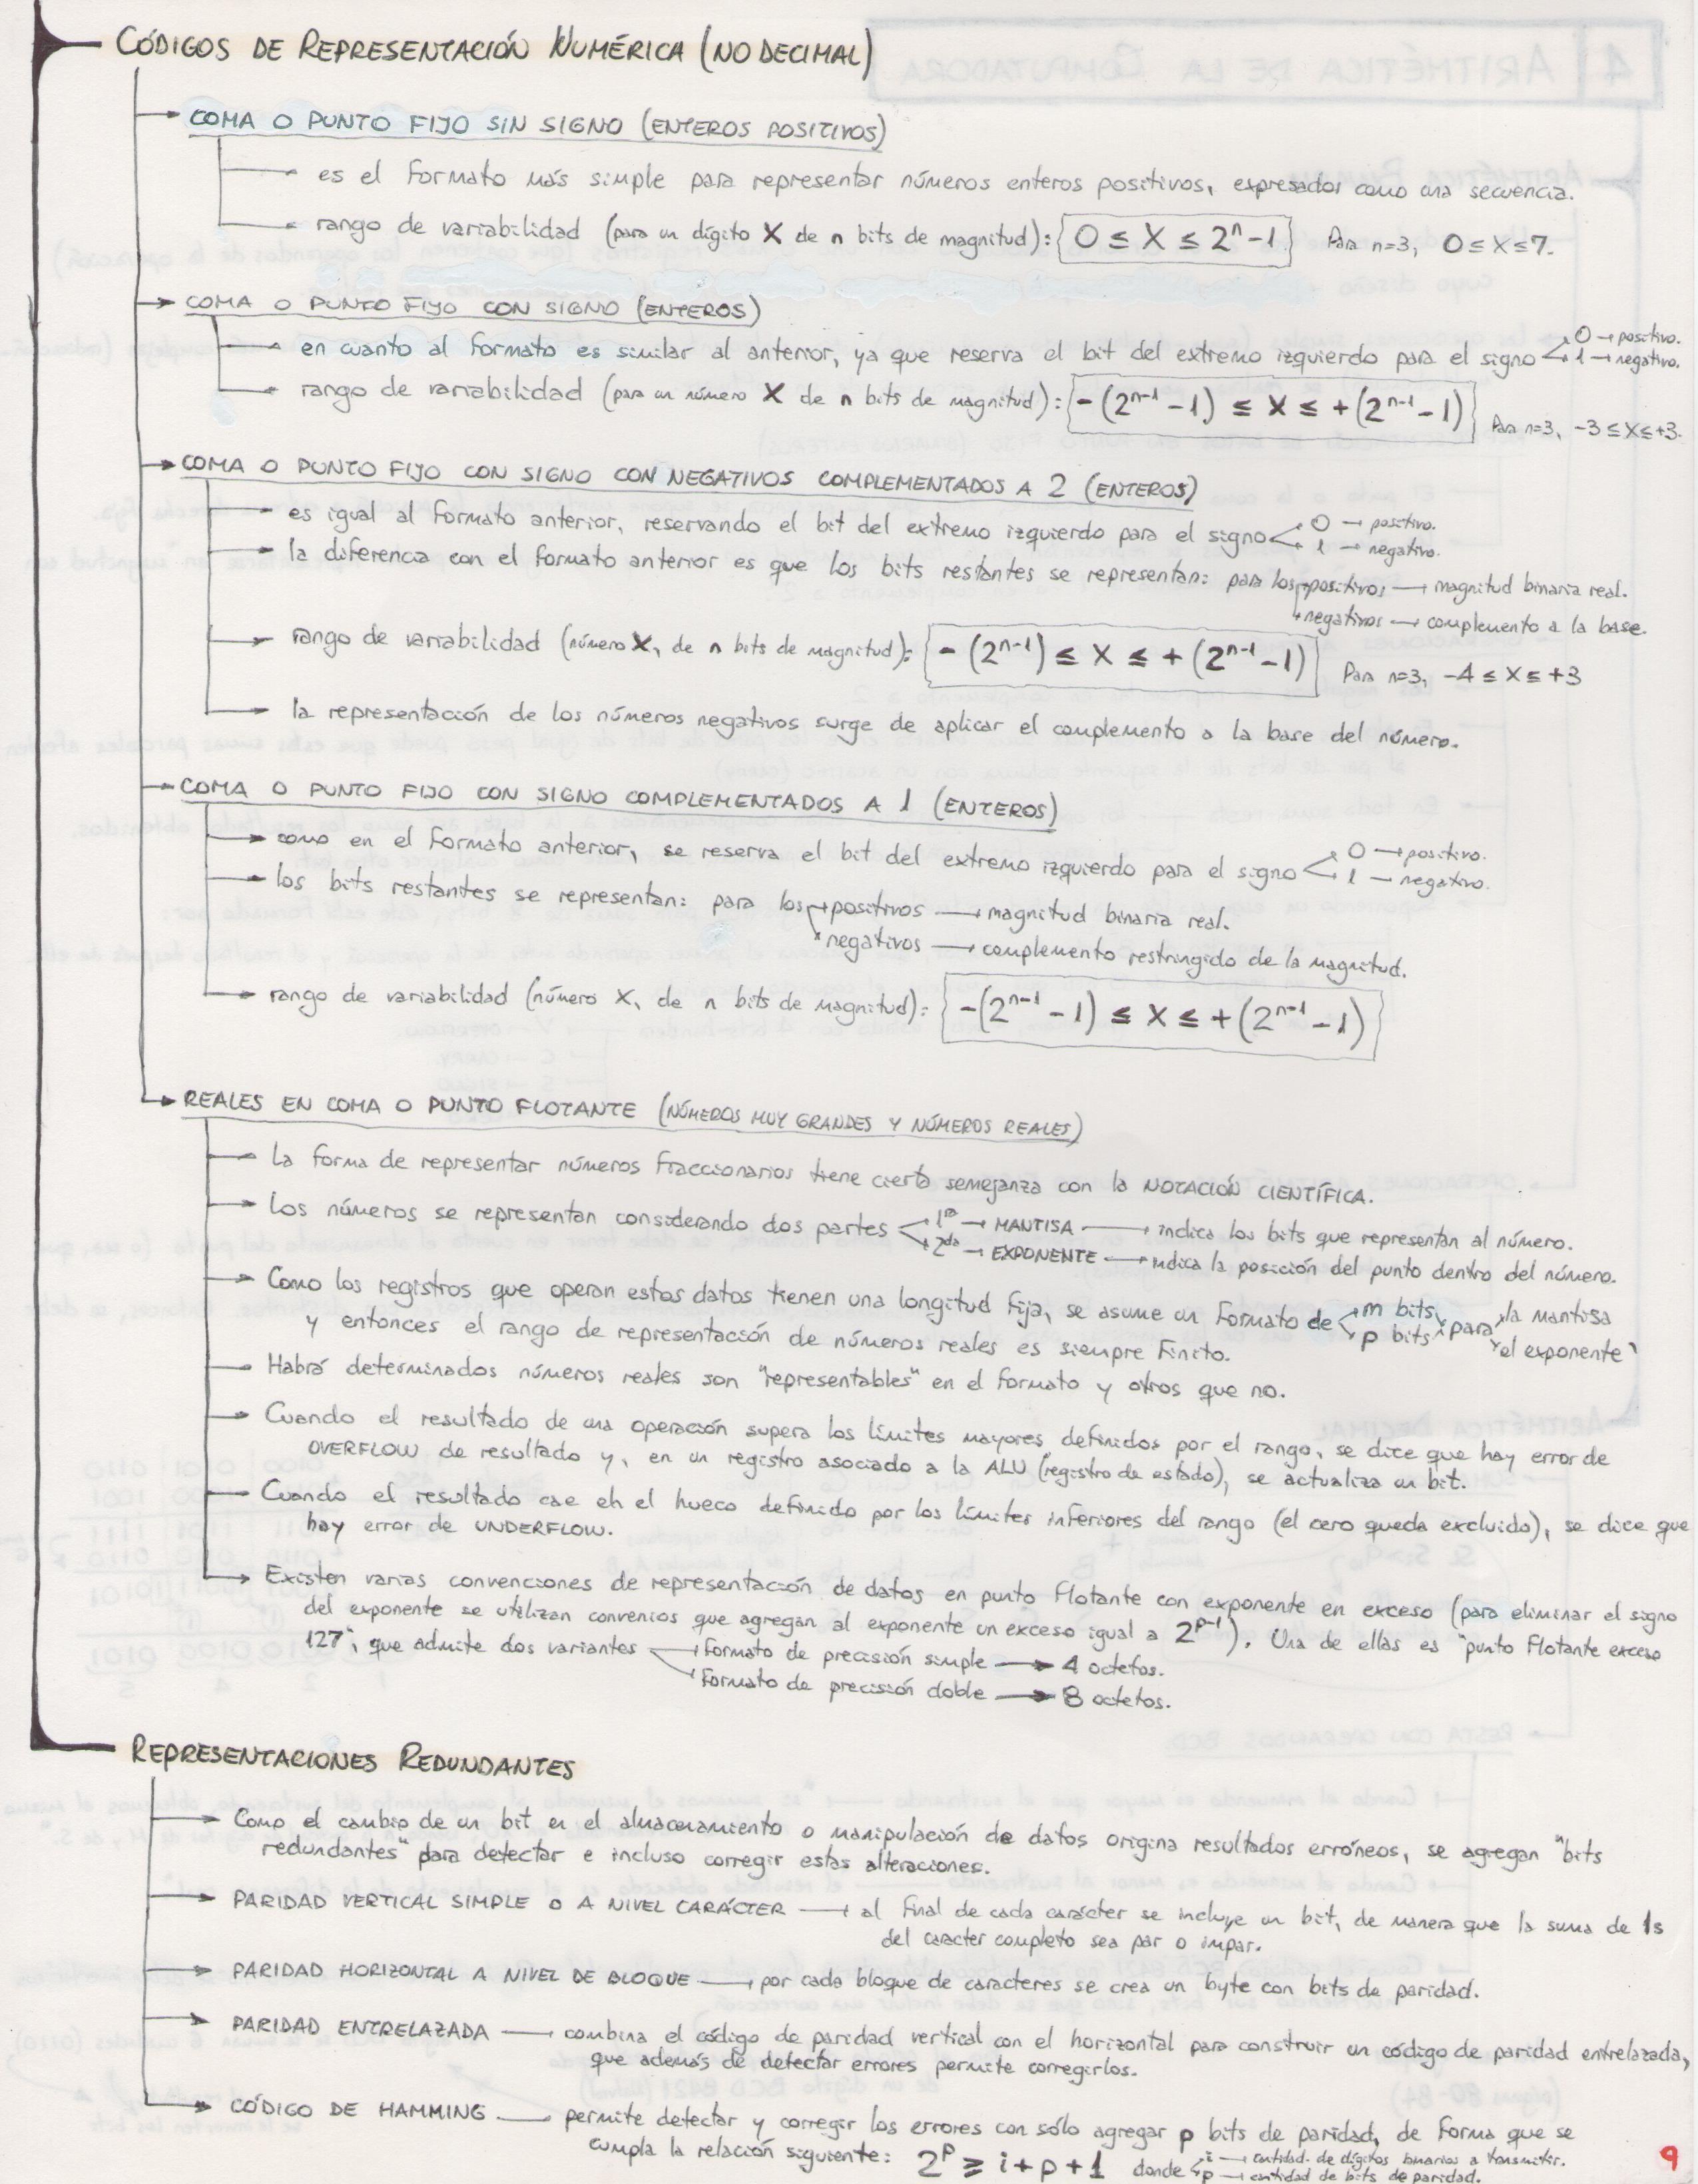 CÓDIGOS DE REPRESENTACIÓN NUMÉRICA (NO DECIMAL)
COMA O PUNTO FIJO SIN SIGNO (ENTEROS POSITIVOS)
es el formato más simple para representar números enteros positivos, expresados como una secuencia.
rango de variabilidad (para un dígito X de n bits de magnitud): 0 ≤ X ≤ 2^n - 1 Para n=3, 0 ≤ X ≤ 7.
COMA O PUNTO FIJO CON SIGNO (ENTEROS)
en cuanto al formato es similar al anterior, ya que reserva el bit del extremo izquierdo para el signo 0 → positivo.
1 → negativo.
rango de variabilidad (para un número X de n bits de magnitud): -(2^n-1 - 1) ≤ X ≤ +(2^n-1 - 1) Para n=3, -3 ≤ X ≤ +3.
COMA O PUNTO FIJO CON SIGNO CON NEGATIVOS COMPLEMENTADOS A 2 (ENTEROS)
es igual al formato anterior, reservando el bit del extremo izquierdo para el signo 0 → positivo.
1 → negativo.
la diferencia con el formato anterior es que los bits restantes se representan: para los positivos → magnitud binaria real.
negativos → complemento a la base.
rango de variabilidad (número X, de n bits de magnitud): -(2^n-1) ≤ X ≤ +(2^n-1 - 1) Para n=3, -4 ≤ X ≤ +3
la representación de los números negativos surge de aplicar el complemento a la base del número.
COMA O PUNTO FIJO CON SIGNO COMPLEMENTADOS A 1 (ENTEROS)
como en el formato anterior, se reserva el bit del extremo izquierdo para el signo 0 → positivo.
1 → negativo.
los bits restantes se representan: para los positivos → magnitud binaria real.
negativos → complemento restringido de la magnitud.
rango de variabilidad (número X, de n bits de magnitud): -(2^n-1 - 1) ≤ X ≤ +(2^n-1 - 1)
REALES EN COMA O PUNTO FLOTANTE (NÚMEROS MUY GRANDES Y NÚMEROS REALES)
La forma de representar números fraccionarios tiene cierta semejanza con la NOTACIÓN CIENTÍFICA.
Los números se representan considerando dos partes 1ra → MANTISA → indica los bits que representan al número.
2da → EXPONENTE → indica la posición del punto dentro del número.
Como los registros que operan estos datos tienen una longitud fija, se asume un formato de m bits para la mantisa
p bits el exponente
y entonces el rango de representación de números reales es siempre finito.
Habrá determinados números reales son "representables" en el formato y otros que no.
Cuando el resultado de una operación supera los límites mayores definidos por el rango, se dice que hay error de
OVERFLOW de resultado y, en un registro asociado a la ALU (registro de estado), se actualiza un bit.
Cuando el resultado cae en el hueco definido por los límites inferiores del rango (el cero queda excluido), se dice que
hay error de UNDERFLOW.
Existen varias convenciones de representación de datos en punto flotante con exponente en exceso (para eliminar el signo
del exponente se utilizan convenios que agregan al exponente un exceso igual a 2^p-1). Una de ellas es "punto flotante exceso
127", que admite dos variantes formato de precisión simple → 4 octetos.
formato de precisión doble → 8 octetos.
REPRESENTACIONES REDUNDANTES
Como el cambio de un bit en el almacenamiento o manipulación de datos origina resultados erróneos, se agregan "bits
redundantes" para detectar e incluso corregir estas alteraciones.
PARIDAD VERTICAL SIMPLE O A NIVEL CARÁCTER → al final de cada carácter se incluye un bit, de manera que la suma de 1s
del caracter completo sea par o impar.
PARIDAD HORIZONTAL A NIVEL DE BLOQUE → por cada bloque de caracteres se crea un byte con bits de paridad.
PARIDAD ENTRELAZADA → combina el código de paridad vertical con el horizontal para construir un código de paridad entrelazada,
que además de detectar errores permite corregirlos.
CÓDIGO DE HAMMING → permite detectar y corregir los errores con sólo agregar p bits de paridad, de forma que se
cumpla la relación siguiente: 2^p ≥ i + p + 1 donde i → cantidad de dígitos binarios a transmitir.
p → cantidad de bits de paridad.
9